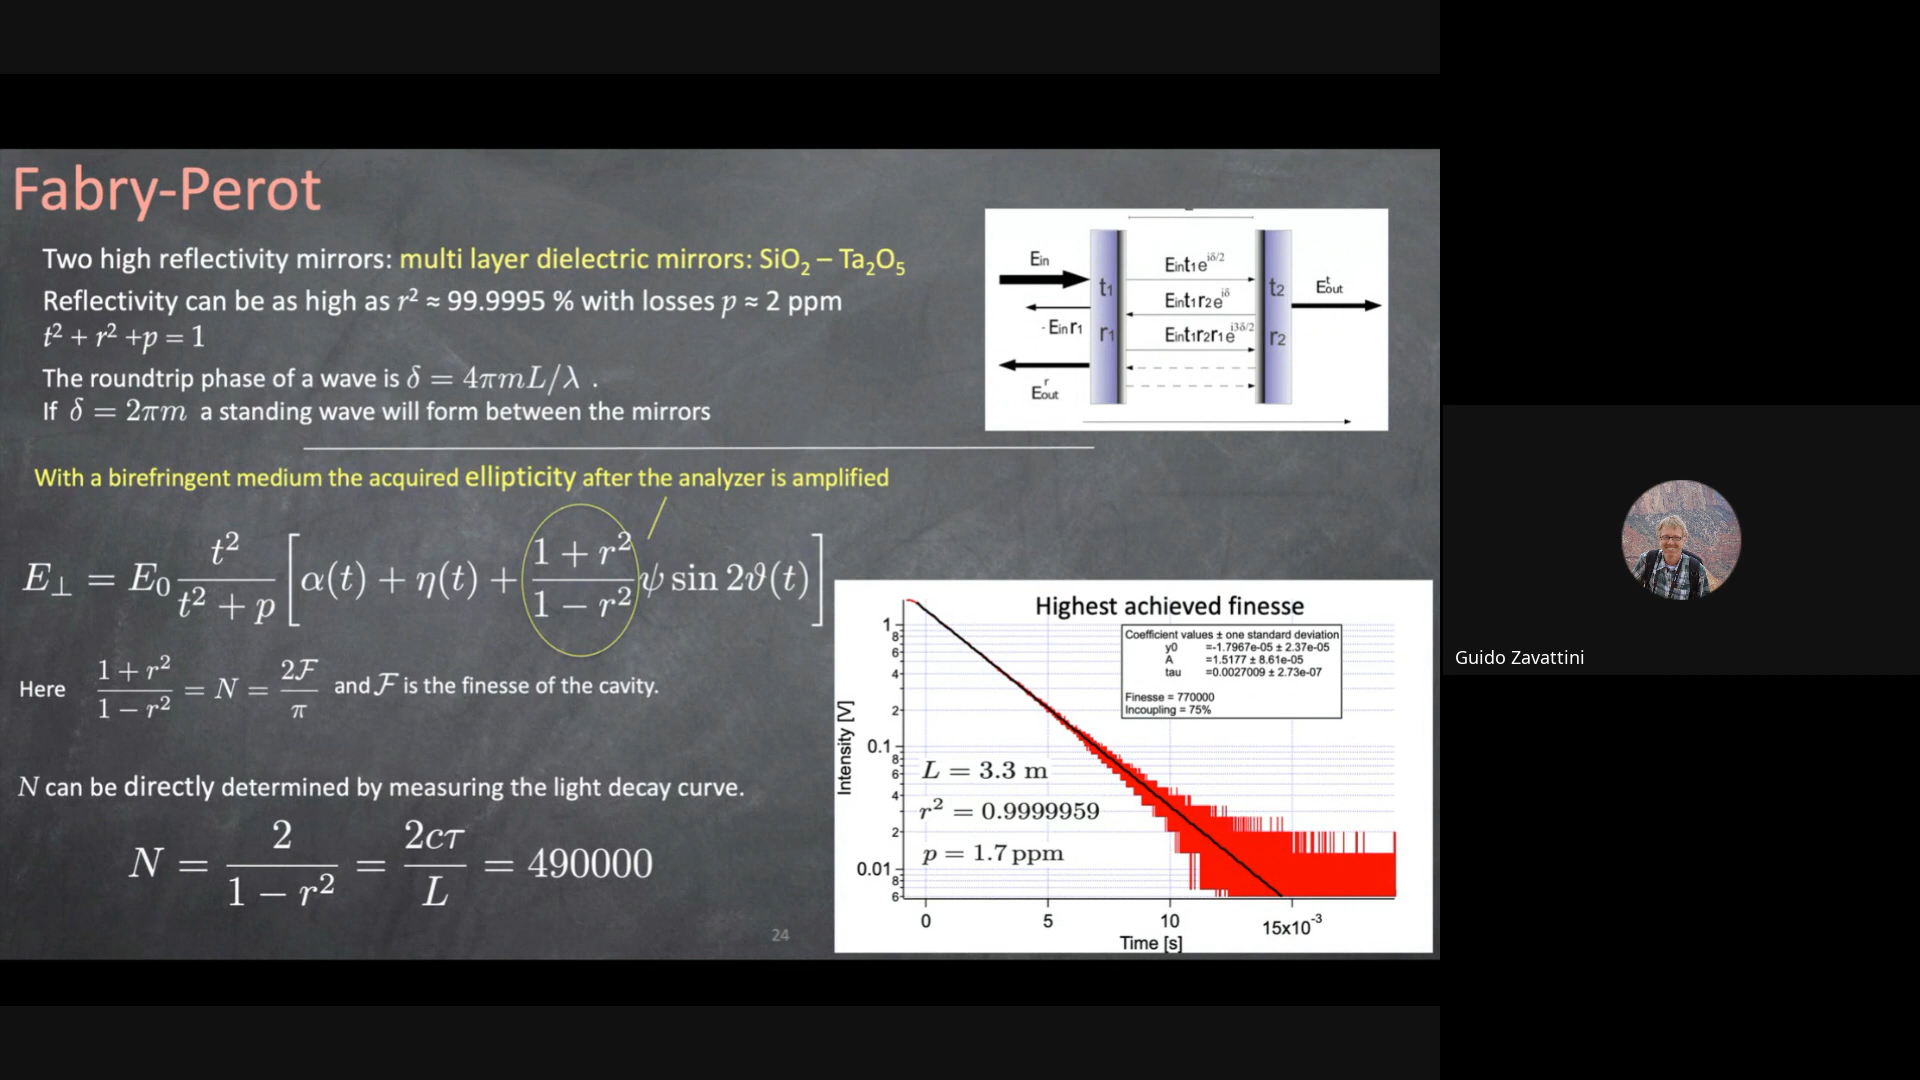 Fabry-Perot
Two high reflectivity mirrors: multi layer dielectric mirrors: SiO₂ – Ta₂O₅
Reflectivity can be as high as r² ≈ 99.9995 % with losses p ≈ 2 ppm
t² + r² +p = 1
The roundtrip phase of a wave is δ = 4πmL/λ .
If δ = 2πm a standing wave will form between the mirrors
Ein
t₁
r₁
- Ein r₁
Eᵣout
Eint₁e^{iδ/2}
Eint₁r₂e^{iδ}
Eint₁r₂r₁e^{i3δ/2}
t₂
r₂
Eᵗout
With a birefringent medium the acquired ellipticity after the analyzer is amplified
E⊥ = E₀ t²/(t² + p) [α(t) + η(t) + (1 + r²)/(1 − r²) ψ sin 2ϑ(t)]
Here (1 + r²)/(1 − r²) = N = 2ℱ/π and ℱ is the finesse of the cavity.
N can be directly determined by measuring the light decay curve.
N = 2/(1 − r²) = 2cτ/L = 490000
24
Highest achieved finesse
Coefficient values ± one standard deviation
y0 =-1.7967e-05 ± 2.37e-05
A =1.5177 ± 8.61e-05
tau =0.0027009 ± 2.73e-07
Finesse = 770000
Incoupling = 75%
L = 3.3 m
r² = 0.9999959
p = 1.7 ppm
Intensity [V]
1
8
6
4
2
0.1
8
6
4
2
0.01
8
6
0 5 10 15x10⁻³
Time [s]
Guido Zavattini